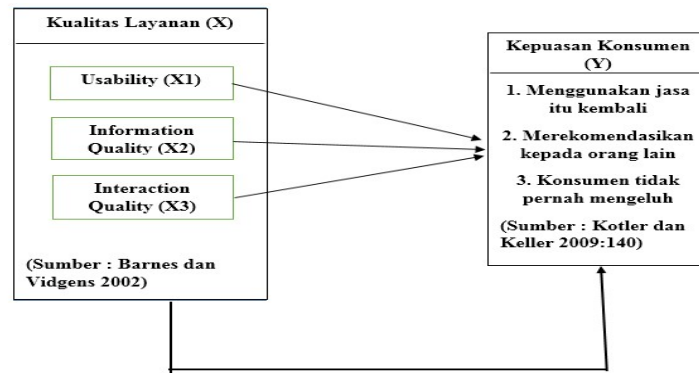 Kualitas Layanan (X)
Usability (X1)
Information
Quality (X2)
Interaction
Quality (X3)
(Sumber : Barnes dan
Vidgens 2002)
Kepuasan Konsumen
(Y)
1. Menggunakan jasa
itu kembali
2. Merekomendasikan
kepada orang lain
3. Konsumen tidak
pernah mengeluh
(Sumber : Kotler dan
Keller 2009:140)